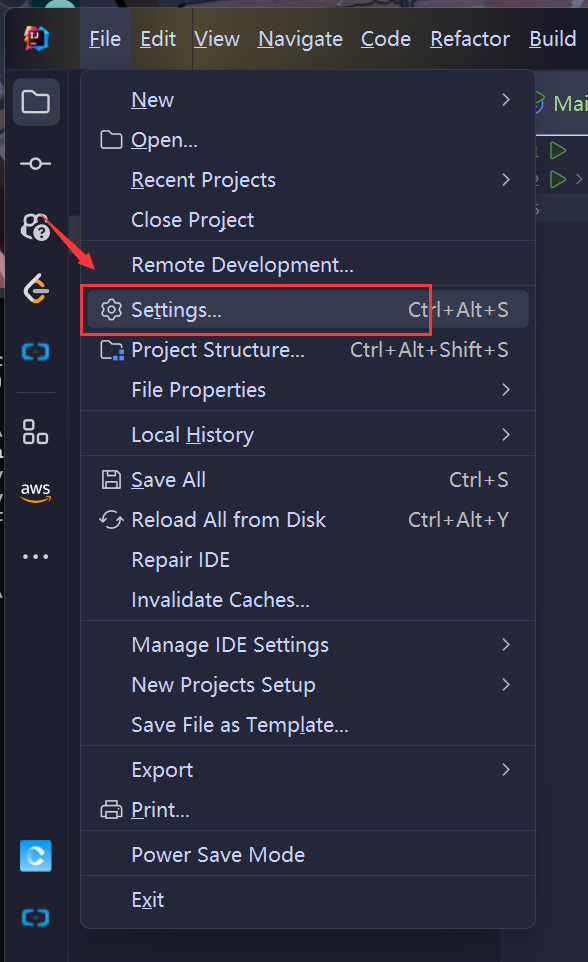 File Edit View Navigate Code Refactor Build
New
Mai
Open...
1
Recent Projects
2
Close Project
Remote Development...
Settings... Ctrl+Alt+S
Project Structure... Ctrl+Alt+Shift+S
File Properties
Local History
Save All Ctrl+S
aws
Reload All from Disk Ctrl+Alt+Y
Repair IDE
Invalidate Caches...
Manage IDE Settings
New Projects Setup
Save File as Template...
Export
Print...
Power Save Mode
Exit